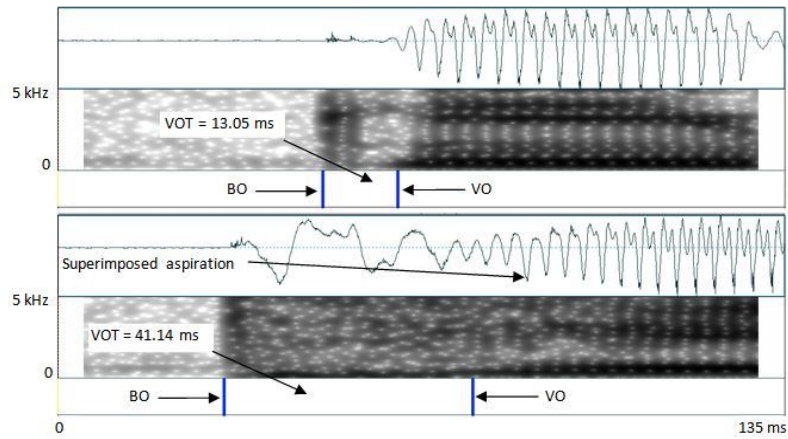 5 kHz
VOT = 13.05 ms
0
BO VO
Superimposed aspiration
5 kHz
VOT = 41.14 ms
0
BO VO
0 135 ms